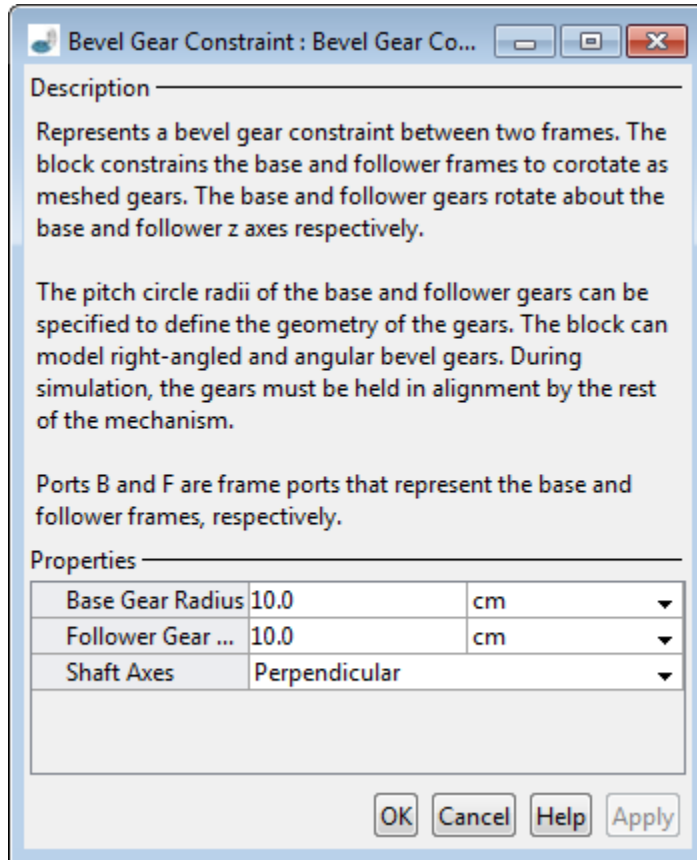 Bevel Gear Constraint : Bevel Gear Co...
Description
Represents a bevel gear constraint between two frames. The
block constrains the base and follower frames to corotate as
meshed gears. The base and follower gears rotate about the
base and follower z axes respectively.
The pitch circle radii of the base and follower gears can be
specified to define the geometry of the gears. The block can
model right-angled and angular bevel gears. During
simulation, the gears must be held in alignment by the rest
of the mechanism.
Ports B and F are frame ports that represent the base and
follower frames, respectively.
Properties
Base Gear Radius 10.0 cm
Follower Gear ... 10.0 cm
Shaft Axes Perpendicular
OK Cancel Help Apply